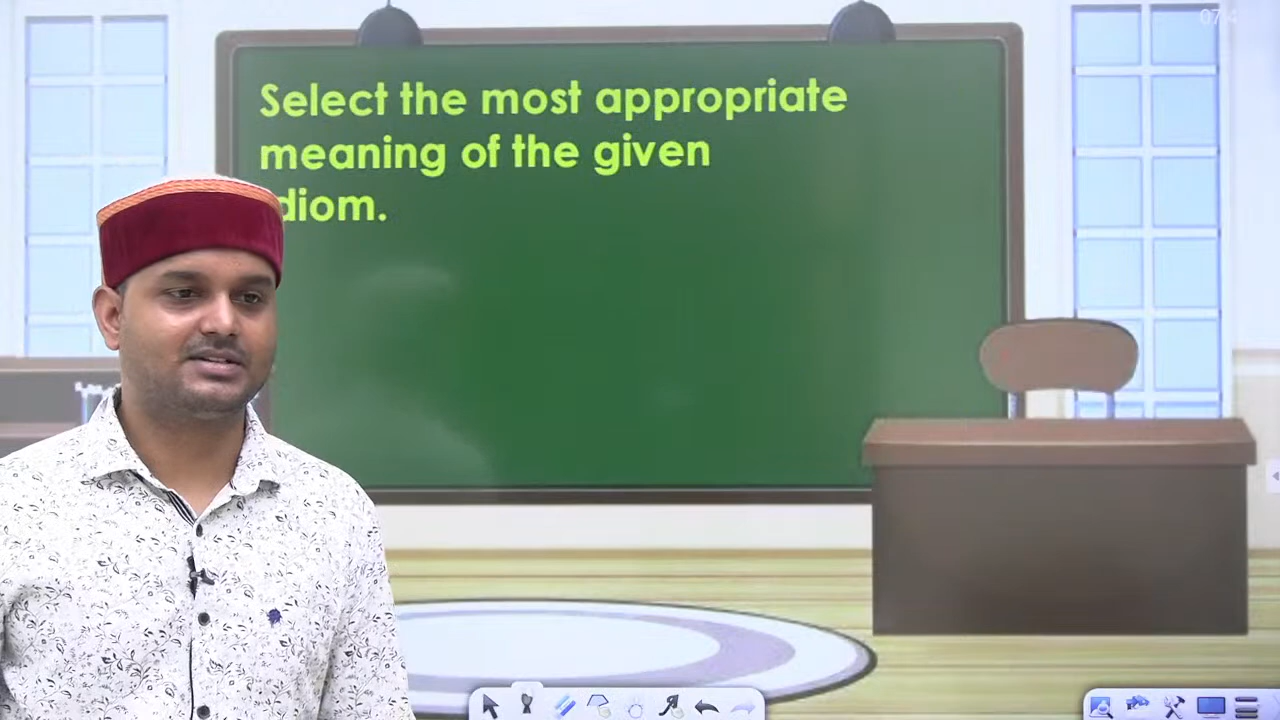 Select the most appropriate
meaning of the given
diom.